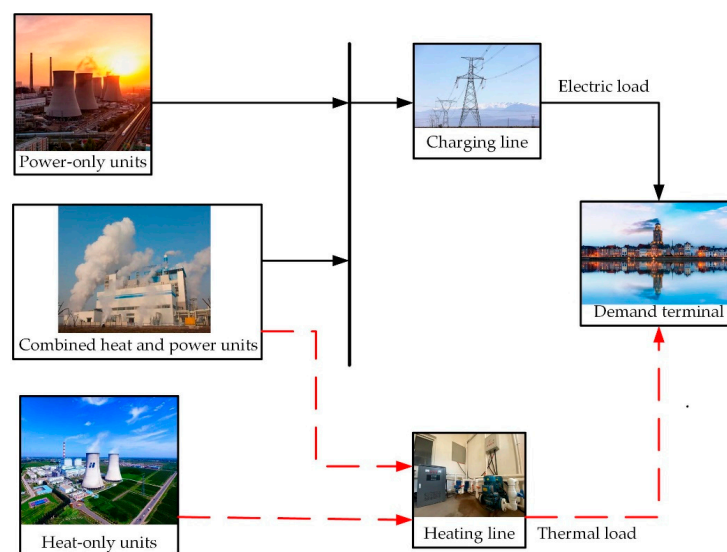 Power-only units
Charging line
Electric load
Combined heat and power units
Demand terminal
Heat-only units
Heating line
Thermal load